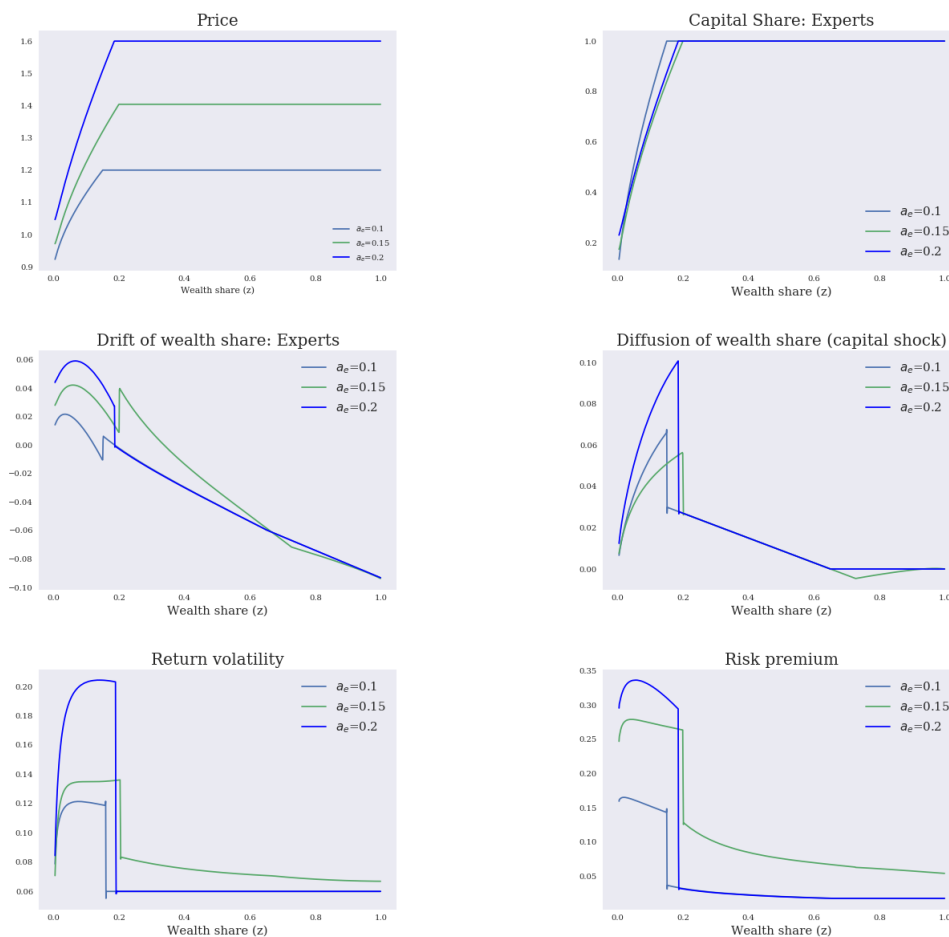 Price
1.6
1.5
1.4
1.3
1.2
1.1
1.0
0.9
0.0 0.2 0.4 0.6 0.8 1.0
Wealth share (z)
a_e=0.1
a_e=0.15
a_e=0.2
Capital Share: Experts
1.0
0.8
0.6
0.4
0.2
0.0 0.2 0.4 0.6 0.8 1.0
Wealth share (z)
a_e=0.1
a_e=0.15
a_e=0.2
Drift of wealth share: Experts
0.06
0.04
0.02
0.00
−0.02
−0.04
−0.06
−0.08
−0.10
0.0 0.2 0.4 0.6 0.8 1.0
Wealth share (z)
a_e=0.1
a_e=0.15
a_e=0.2
Diffusion of wealth share (capital shock)
0.10
0.08
0.06
0.04
0.02
0.00
0.0 0.2 0.4 0.6 0.8 1.0
Wealth share (z)
a_e=0.1
a_e=0.15
a_e=0.2
Return volatility
0.20
0.18
0.16
0.14
0.12
0.10
0.08
0.06
0.0 0.2 0.4 0.6 0.8 1.0
Wealth share (z)
a_e=0.1
a_e=0.15
a_e=0.2
Risk premium
0.35
0.30
0.25
0.20
0.15
0.10
0.05
0.0 0.2 0.4 0.6 0.8 1.0
Wealth share (z)
a_e=0.1
a_e=0.15
a_e=0.2